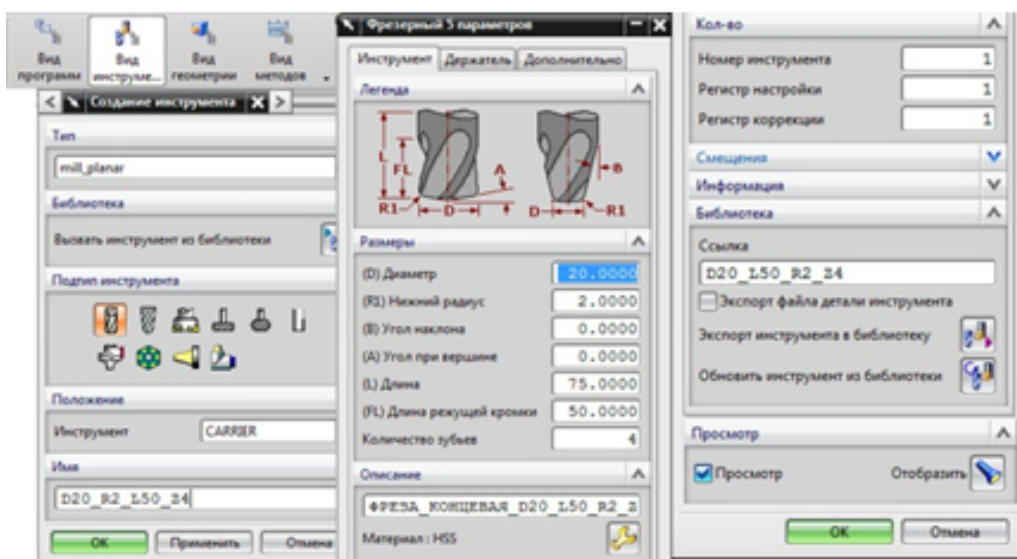 Вид программ
Вид инструме...
Вид геометрии
Вид методов
Создание инструмента
Тип
mill_planar
Библиотека
Вызвать инструмент из библиотеки
Подтип инструмента
Положение
Инструмент
CARRIER
Имя
D20_R2_L50_Z4
ОК
Применить
Отмена
Фрезерный 5 параметров
Инструмент
Держатель
Дополнительно
Легенда
L
FL
A
R1
D
B
D
R1
Размеры
(D) Диаметр
20.0000
(R1) Нижний радиус
2.0000
(B) Угол наклона
0.0000
(A) Угол при вершине
0.0000
(L) Длина
75.0000
(FL) Длина режущей кромки
50.0000
Количество зубьев
4
Описание
ФРЕЗА_КОНЦЕВАЯ_D20_L50_R2_Z
Материал : HSS
Кол-во
Номер инструмента
1
Регистр настройки
1
Регистр коррекции
1
Смещения
Информация
Библиотека
Ссылка
D20_L50_R2_Z4
Экспорт файла детали инструмента
Экспорт инструмента в библиотеку
Обновить инструмент из библиотеки
Просмотр
Просмотр
Отобразить
ОК
Отмена